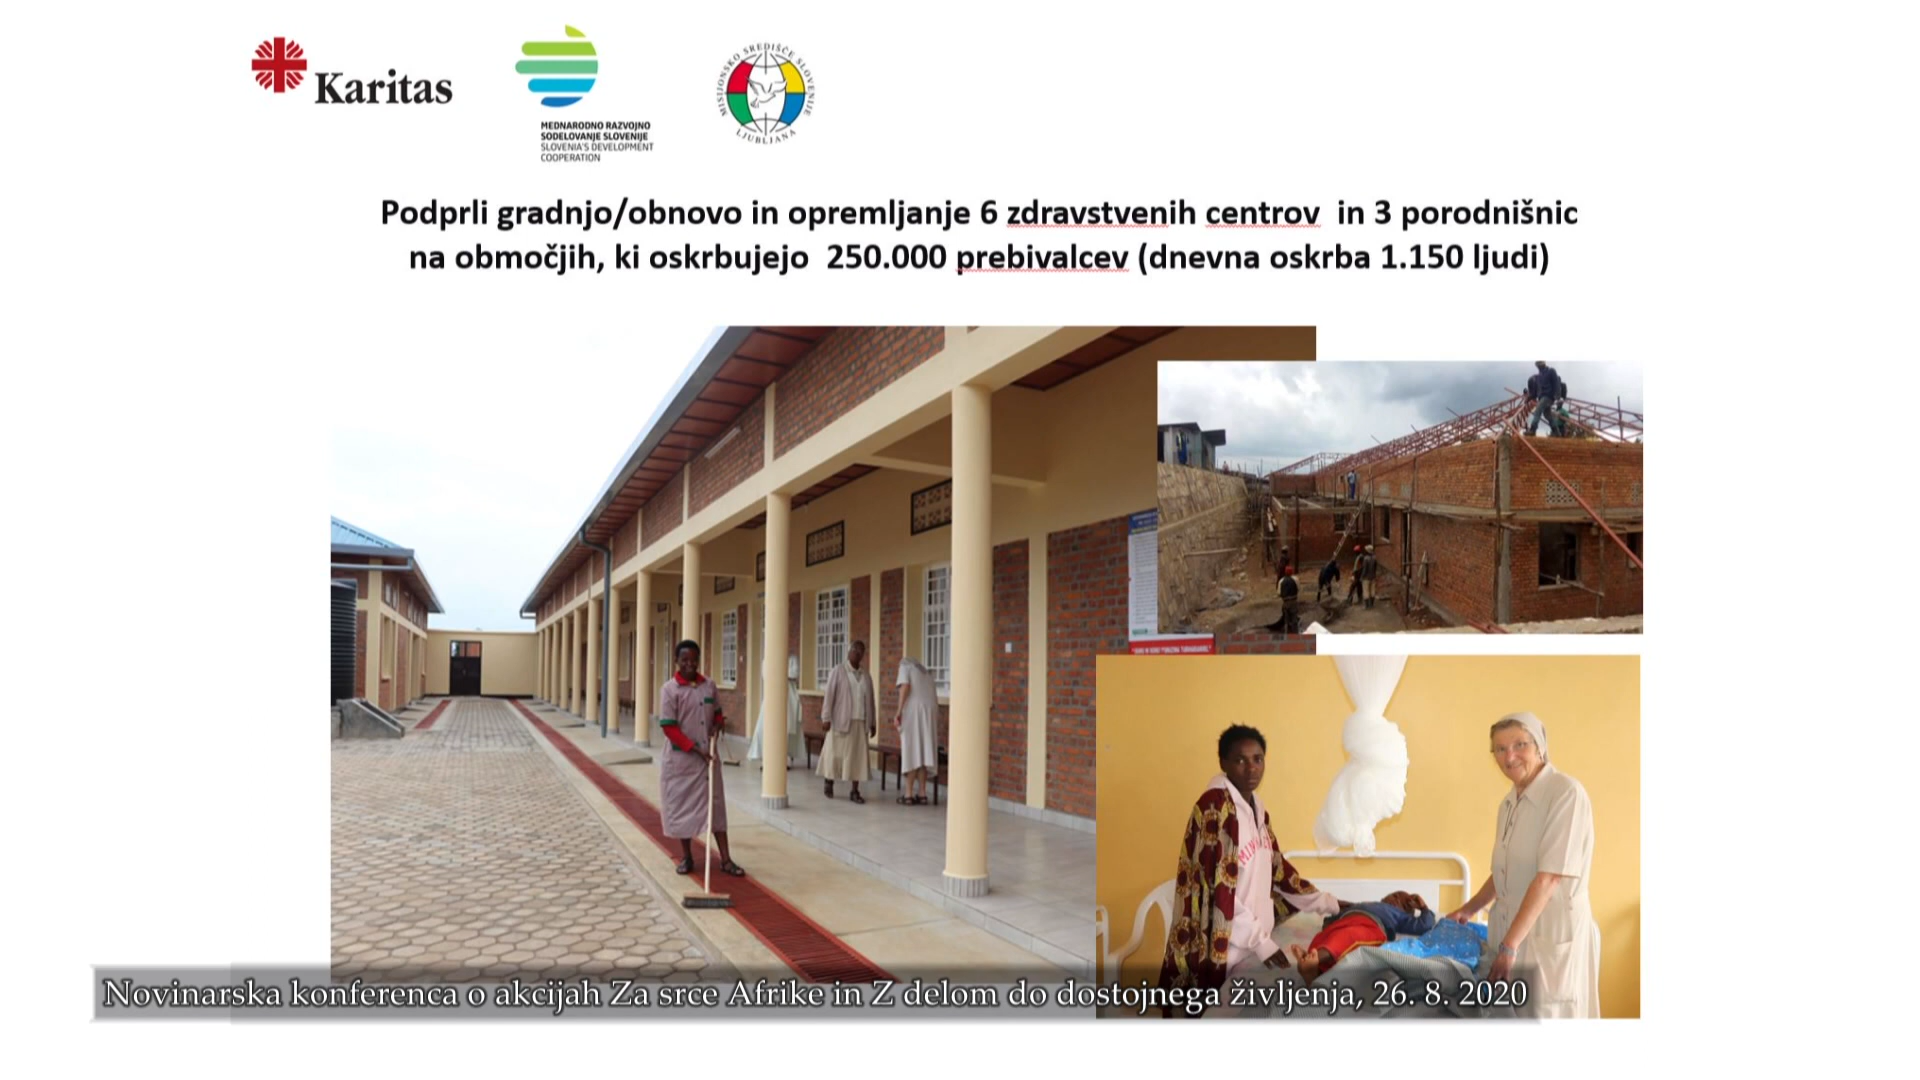 Karitas
MEDNARODNO RAZVOJNO
SODELOVANJE SLOVENIJE
SLOVENIA'S DEVELOPMENT
COOPERATION
MISIJONSKO SREDIŠČE SLOVENIJE
LJUBLJANA
Podprli gradnjo/obnovo in opremljanje 6 zdravstvenih centrov in 3 porodnišnic
na območjih, ki oskrbujejo 250.000 prebivalcev (dnevna oskrba 1.150 ljudi)
Novinarska konferenca o akcijah Za srce Afrike in Z delom do dostojnega življenja, 26. 8. 2020